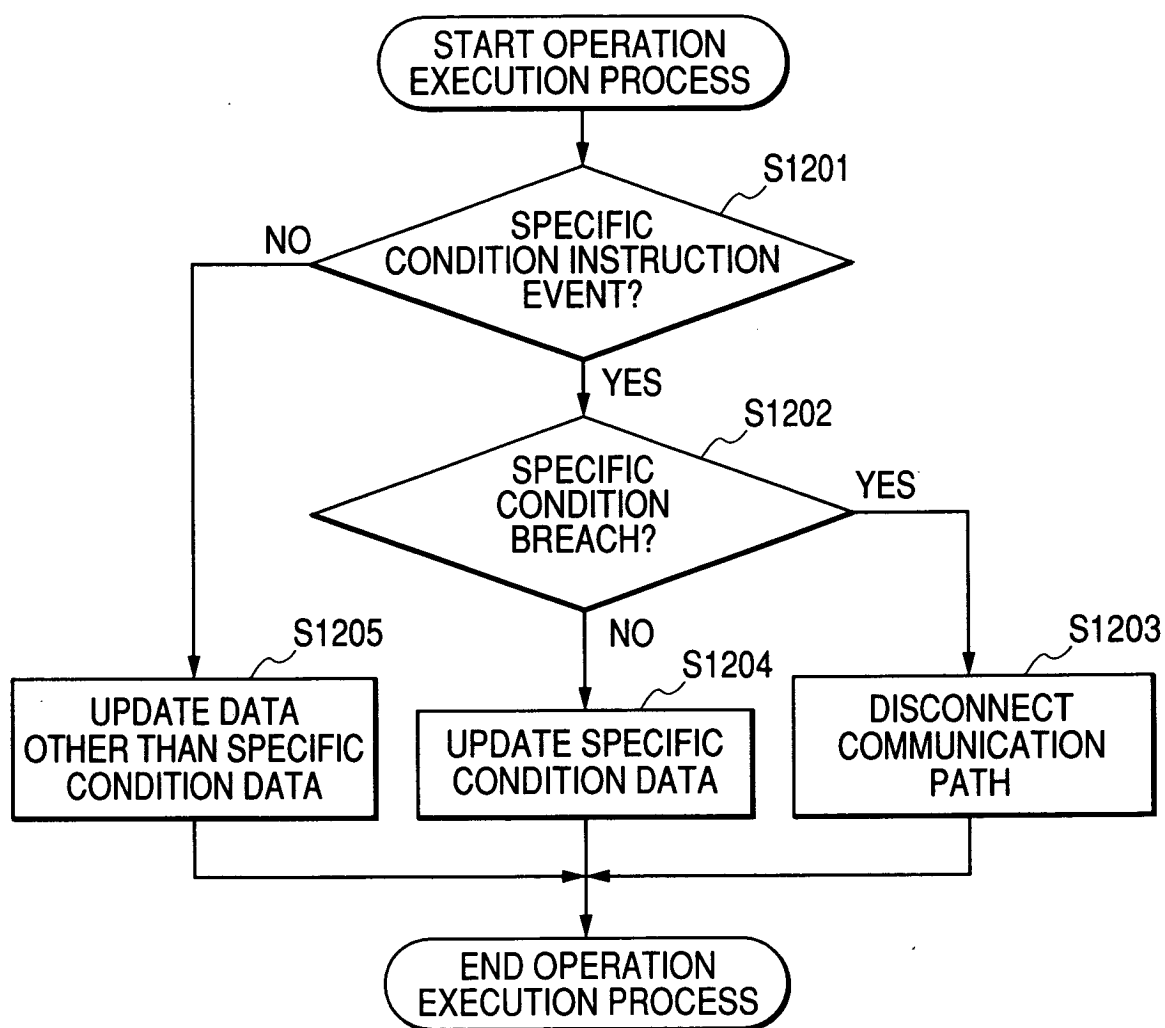 START OPERATION
EXECUTION PROCESS
S1201
SPECIFIC
CONDITION INSTRUCTION
EVENT?
NO
YES
S1202
SPECIFIC
CONDITION
BREACH?
YES
NO
S1205
UPDATE DATA
OTHER THAN SPECIFIC
CONDITION DATA
S1204
UPDATE SPECIFIC
CONDITION DATA
S1203
DISCONNECT
COMMUNICATION
PATH
END OPERATION
EXECUTION PROCESS